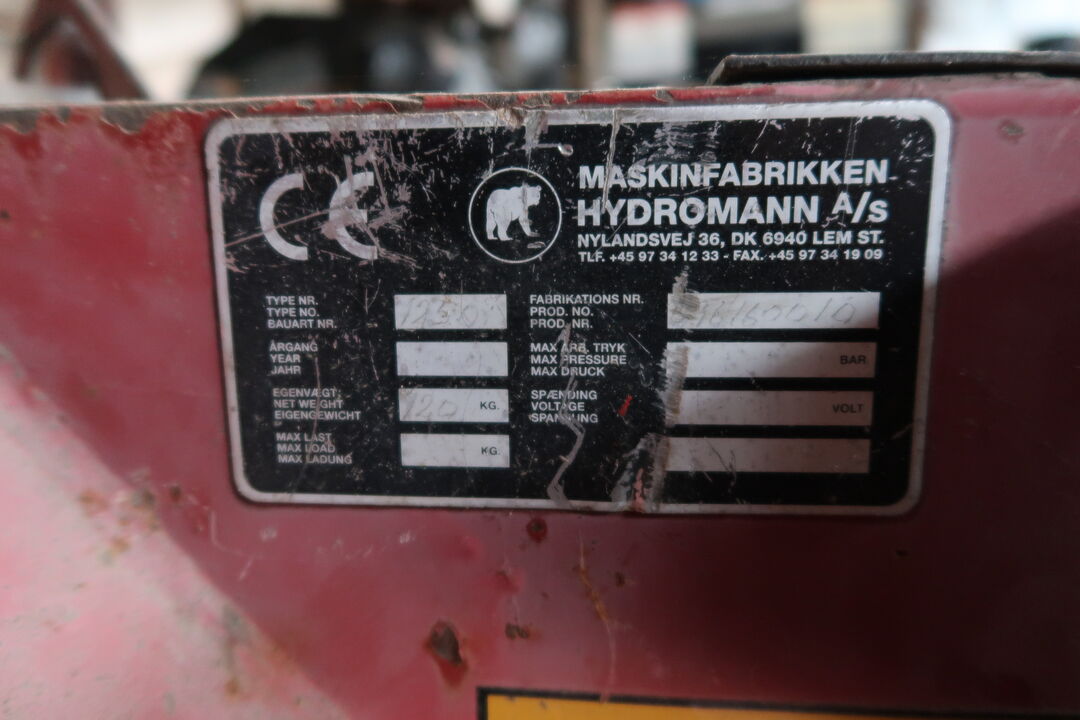 CE
MASKINFABRIKKEN
HYDROMANN A/S
NYLANDSVEJ 36, DK 6940 LEM ST.
TLF. +45 97 34 12 33 - FAX. +45 97 34 19 09
TYPE NR.
TYPE NO.
BAUART NR.
FABRIKATIONS NR.
PROD. NO.
PROD. NR.
ÅRGANG
YEAR
JAHR
MAX ARB. TRYK
MAX PRESSURE
MAX DRUCK
BAR
EGENVÆGT
NET WEIGHT
EIGENGEWICHT
120 KG.
SPÆNDING
VOLTAGE
SPANNUNG
VOLT
MAX LAST
MAX LOAD
MAX LADUNG
KG.